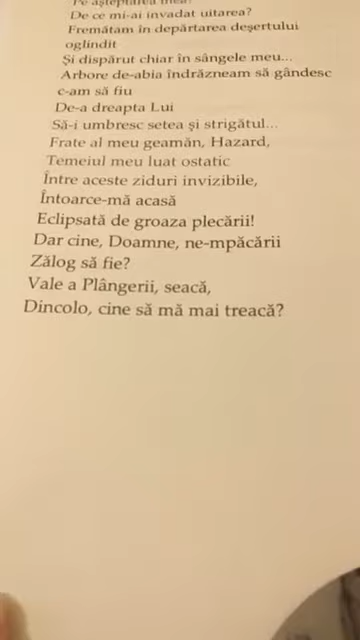 Pe așteptarea mea?
De ce mi-ai invadat uitarea?
Fremătam în depărtarea deșertului
oglindit
Și dispărut chiar în sângele meu...
Arbore de-abia îndrăzneam să gândesc
c-am să fiu
De-a dreapta Lui
Să-i umbresc setea și strigătul...
Frate al meu geamăn, Hazard,
Temeiul meu luat ostatic
Între aceste ziduri invizibile,
Întoarce-mă acasă
Eclipsată de groaza plecării!
Dar cine, Doamne, ne-mpăcării
Zălog să fie?
Vale a Plângerii, seacă,
Dincolo, cine să mă mai treacă?